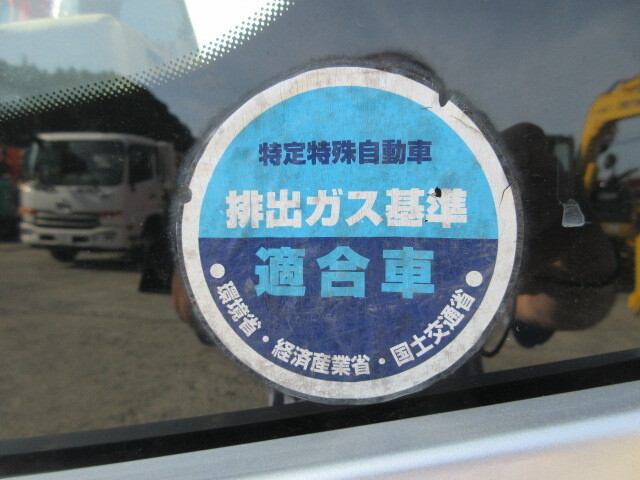 特定特殊自動車
排出ガス基準
適合車
●環境省・経済産業省・国土交通省●